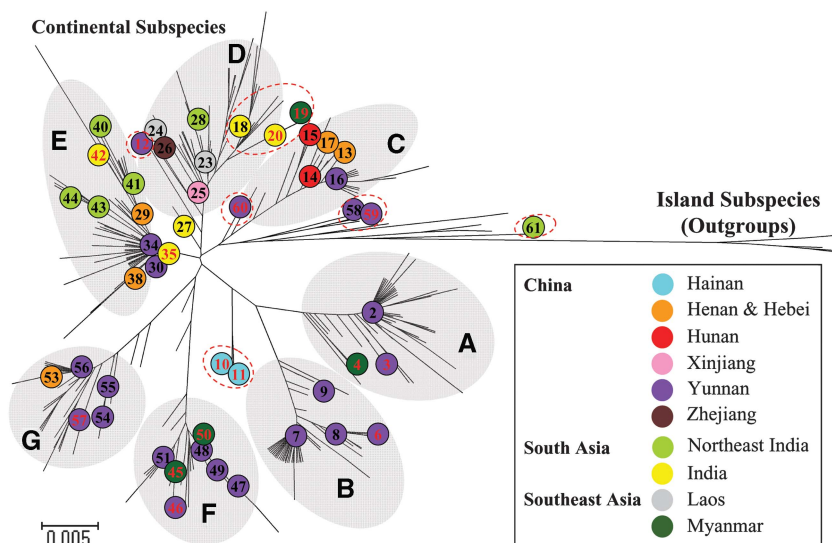 Continental Subspecies
D
19
18
20
15
17
13
C
14
16
60
58
59
E
40
42
24
12
26
28
23
41
25
44
43
29
27
34
35
30
38
Island Subspecies
(Outgroups)
61
2
A
4
3
10
11
9
7
8
6
B
56
53
55
57
54
G
50
51
48
45
49
47
46
F
0.005
China
Hainan
Henan & Hebei
Hunan
Xinjiang
Yunnan
Zhejiang
South Asia
Northeast India
India
Southeast Asia
Laos
Myanmar